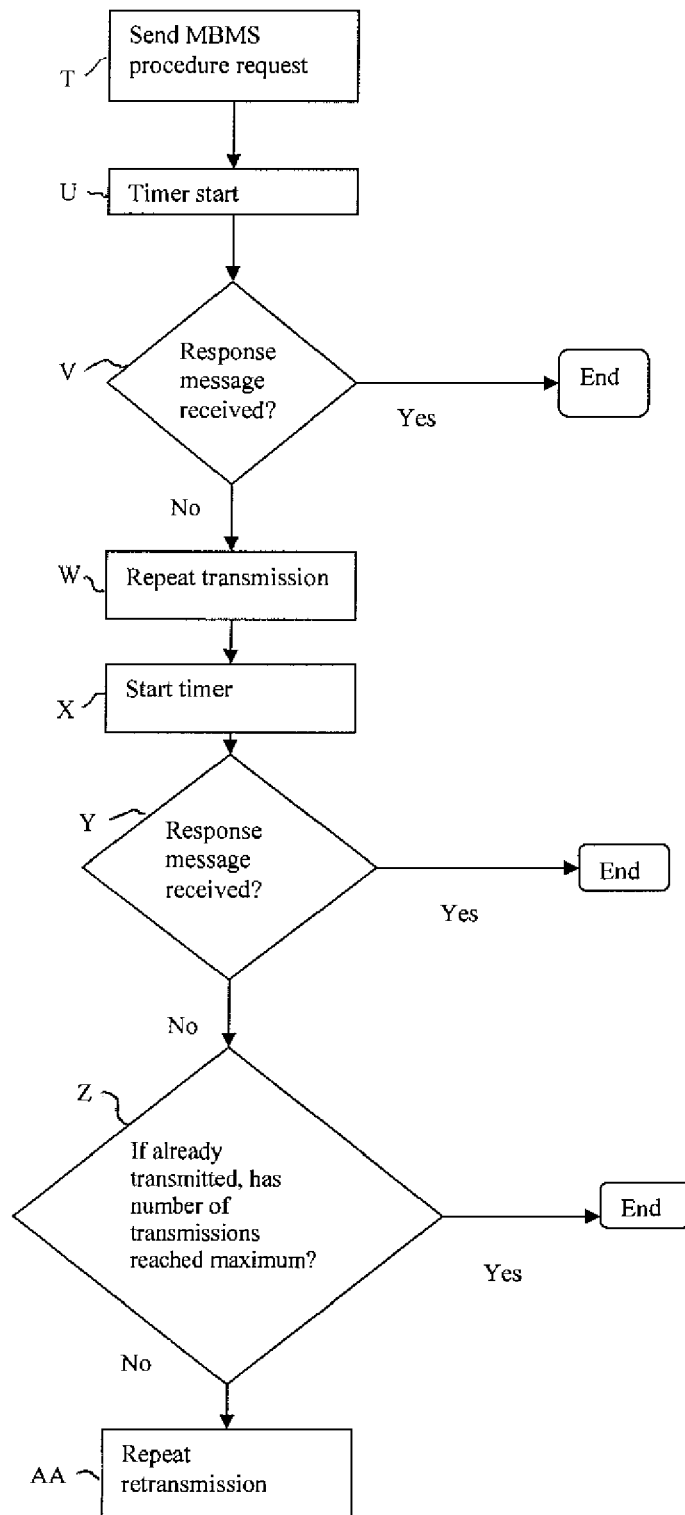 Send MBMS
procedure request
T
U
Timer start
V
Response
message
received?
End
Yes
No
W
Repeat transmission
X
Start timer
Y
Response
message
received?
End
Yes
No
Z
If already
transmitted, has
number of
transmissions
reached maximum?
End
Yes
No
AA
Repeat
retransmission